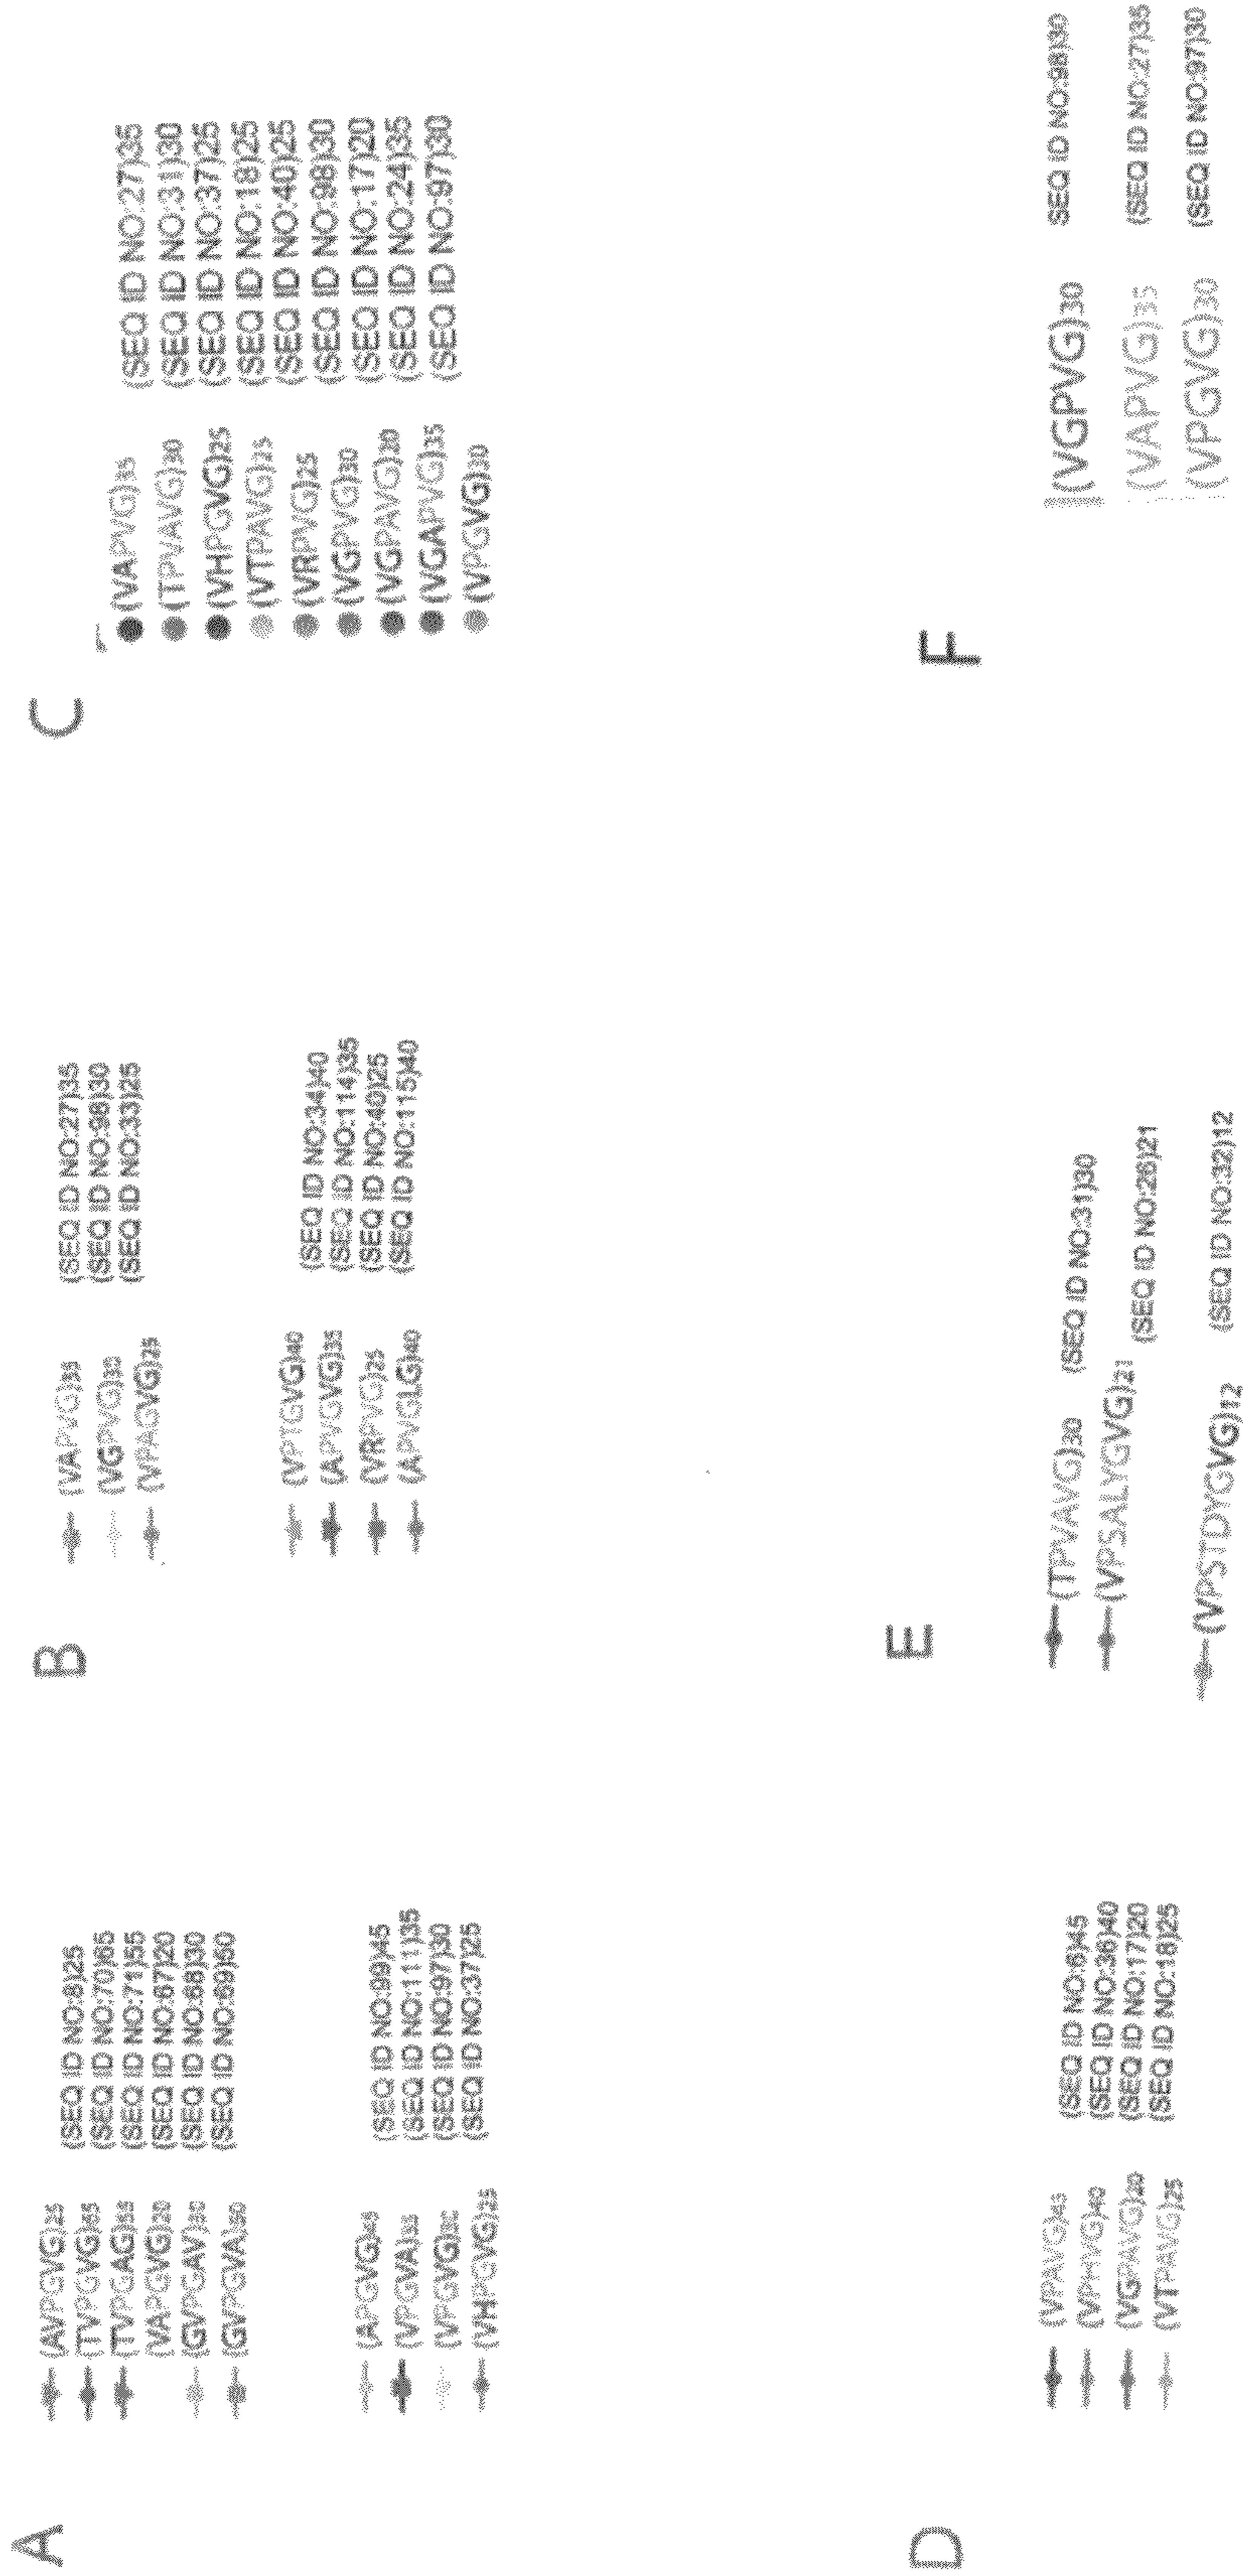 A
(AVPGVG)25 (SEQ ID NO:8)25
(TVPGVG)65 (SEQ ID NO:70)65
(TVPGAG)55 (SEQ ID NO:71)55
(VAPGVG)20 (SEQ ID NO:67)20
(GVPGAV)30 (SEQ ID NO:68)30
(GVPGVA)50 (SEQ ID NO:69)50
(APGVG)45 (SEQ ID NO:99)45
(VPGVA)35 (SEQ ID NO:111)35
(VPGVG)30 (SEQ ID NO:97)30
(VHPGVG)25 (SEQ ID NO:37)25
B
(VAPVG)35 (SEQ ID NO:27)35
(VGPVG)30 (SEQ ID NO:98)30
(VPAGVG)25 (SEQ ID NO:33)25
(VPTGVG)40 (SEQ ID NO:34)40
(APVGVG)35 (SEQ ID NO:114)35
(VRPVG)25 (SEQ ID NO:40)25
(APVGLG)40 (SEQ ID NO:115)40
C
(VAPVG)35 (SEQ ID NO:27)35
(TPVAVG)30 (SEQ ID NO:31)30
(VHPGVG)25 (SEQ ID NO:37)25
(VTPAVG)25 (SEQ ID NO:18)25
(VRPVG)25 (SEQ ID NO:40)25
(VGPVG)30 (SEQ ID NO:98)30
(VGPAVG)20 (SEQ ID NO:17)20
(VGAPVG)35 (SEQ ID NO:24)35
(VPGVG)30 (SEQ ID NO:97)30
D
(VPAVG)45 (SEQ ID NO:6)45
(VPHVG)40 (SEQ ID NO:36)40
(VGPAVG)20 (SEQ ID NO:17)20
(VTPAVG)25 (SEQ ID NO:18)25
E
(TPVAVG)30 (SEQ ID NO:31)30
(VPSALYGVG)21 (SEQ ID NO:26)21
(VPSTDYGVG)12 (SEQ ID NO:32)12
F
(VGPVG)30 SEQ ID NO:98)30
(VAPVG)35 (SEQ ID NO:27)35
(VPGVG)30 (SEQ ID NO:97)30